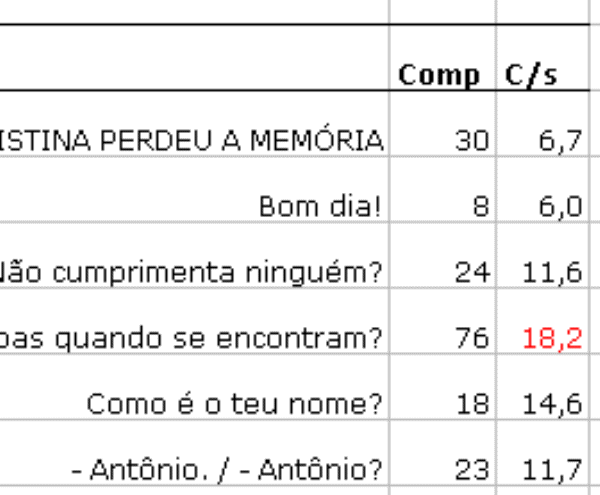 Comp C/s
ISTINA PERDEU A MEMÓRIA 30 6,7
Bom dia! 8 6,0
Não cumprimenta ninguém? 24 11,6
oas quando se encontram? 76 18,2
Como é o teu nome? 18 14,6
- Antônio. / - Antônio? 23 11,7